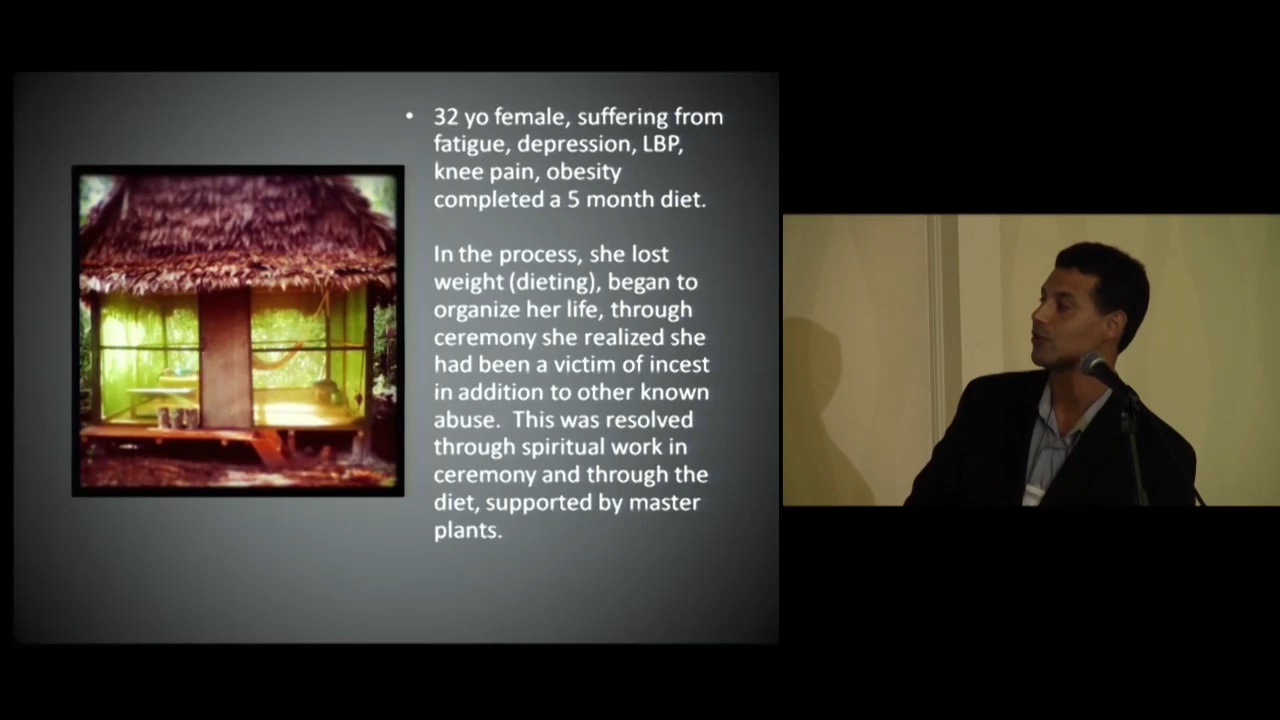 • 32 yo female, suffering from
fatigue, depression, LBP,
knee pain, obesity
completed a 5 month diet.
In the process, she lost
weight (dieting), began to
organize her life, through
ceremony she realized she
had been a victim of incest
in addition to other known
abuse.  This was resolved
through spiritual work in
ceremony and through the
diet, supported by master
plants.